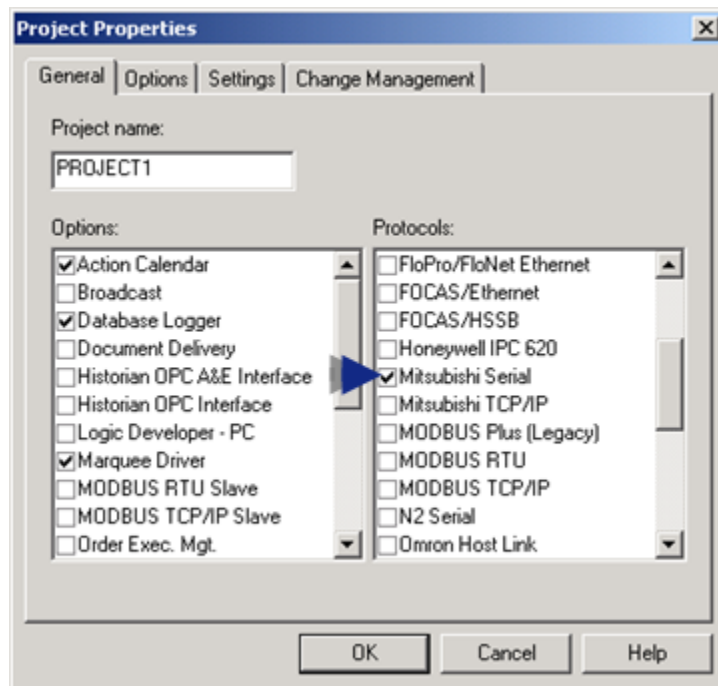 Project Properties
General Options Settings Change Management
Project name:
PROJECT1
Options: Protocols:
Action Calendar FloPro/FloNet Ethernet
Broadcast FOCAS/Ethernet
Database Logger FOCAS/HSSB
Document Delivery Honeywell IPC 620
Historian OPC A&E Interface Mitsubishi Serial
Historian OPC Interface Mitsubishi TCP/IP
Logic Developer - PC MODBUS Plus (Legacy)
Marquee Driver MODBUS RTU
MODBUS RTU Slave MODBUS TCP/IP
MODBUS TCP/IP Slave N2 Serial
Order Exec. Mgt. Omron Host Link
OK Cancel Help